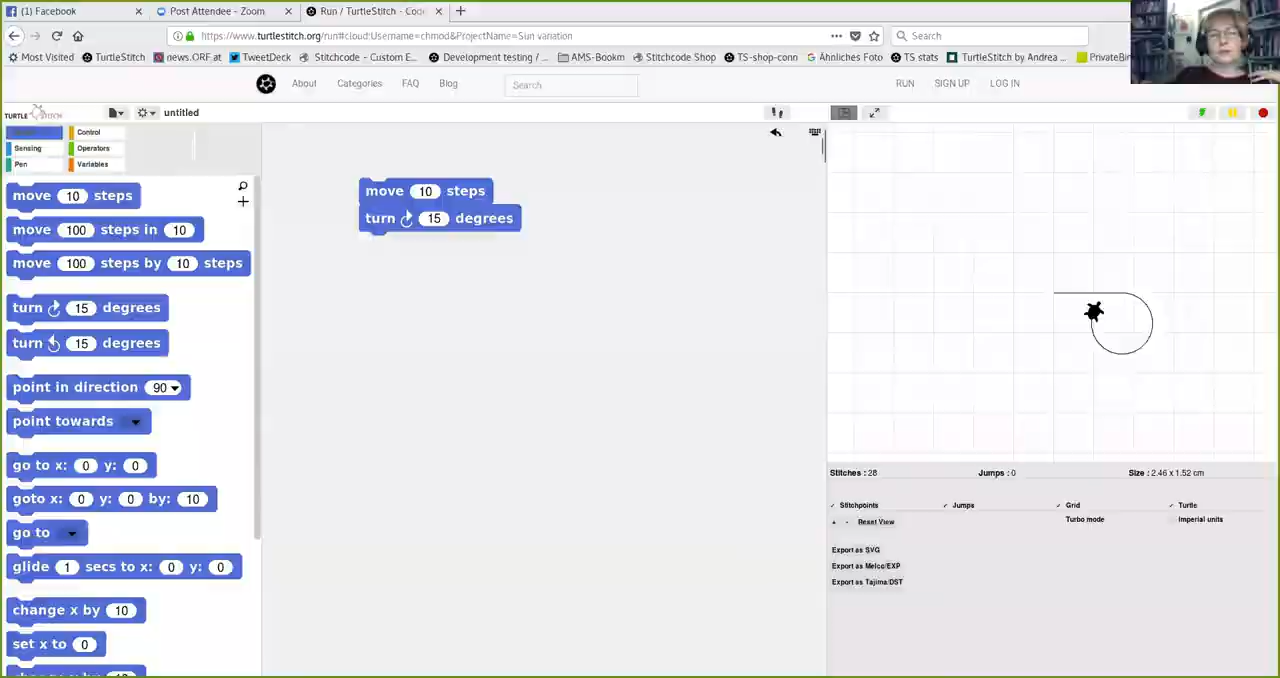 (1) Facebook
Post Attendee - Zoom
Run / TurtleStitch - Code
https://www.turtlestitch.org/run#cloud:Username=chmod&ProjectName=Sun variation
Search
Most Visited
TurtleStitch
news.ORF.at
TweetDeck
Stitchcode - Custom E...
Development testing / ...
AMS-Bookm
Stitchcode Shop
TS-shop-conn
Ähnliches Foto
TS stats
TurtleStitch by Andrea ...
PrivateBin
About
Categories
FAQ
Blog
Search
RUN
SIGN UP
LOG IN
TURTLE STITCH
untitled
Control
Sensing
Operators
Pen
Variables
move 10 steps
move 100 steps in 10
move 100 steps by 10 steps
turn 15 degrees
turn 15 degrees
point in direction 90
point towards
go to x: 0 y: 0
goto x: 0 y: 0 by: 10
go to
glide 1 secs to x: 0 y: 0
change x by 10
set x to 0
move 10 steps
turn 15 degrees
Stitches : 28
Jumps : 0
Size : 2.46 x 1.52 cm
Stitchpoints
Jumps
Grid
Turtle
+ - Reset View
Turbo mode
Imperial units
Export as SVG
Export as Melco/EXP
Export as Tajima/DST